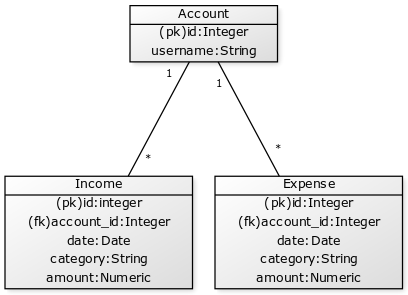 Account
(pk)id:Integer
username:String
1
1
*
*
Income
(pk)id:integer
(fk)account_id:Integer
date:Date
category:String
amount:Numeric
Expense
(pk)id:Integer
(fk)account_id:Integer
date:Date
category:String
amount:Numeric